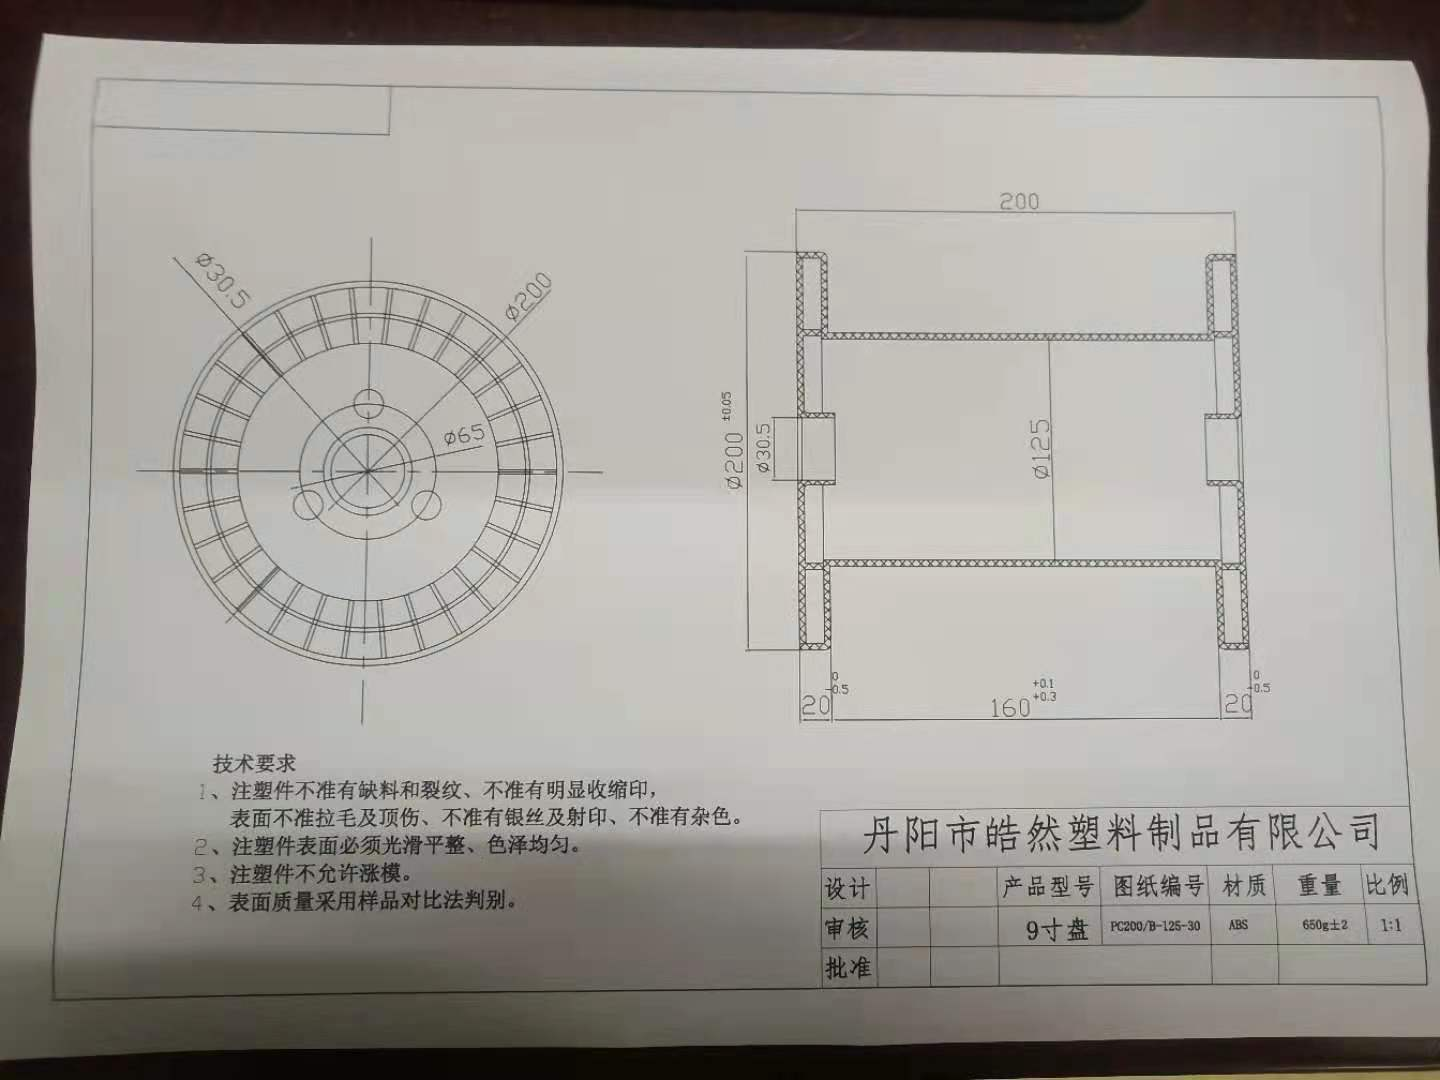 200
ø30.5
ø200
ø65
ø200 ±0.05
ø30.5
ø125
20 0 -0.5
160 +0.1 +0.3
20 0 -0.5
技术要求
1、注塑件不准有缺料和裂纹、不准有明显收缩印，
表面不准拉毛及顶伤、不准有银丝及射印、不准有杂色。
2、注塑件表面必须光滑平整、色泽均匀。
3、注塑件不允许涨模。
4、表面质量采用样品对比法判别。
丹阳市皓然塑料制品有限公司
设计 产品型号 图纸编号 材质 重量 比例
审核 9寸盘 PC200/B-125-30 ABS 650g±2 1:1
批准